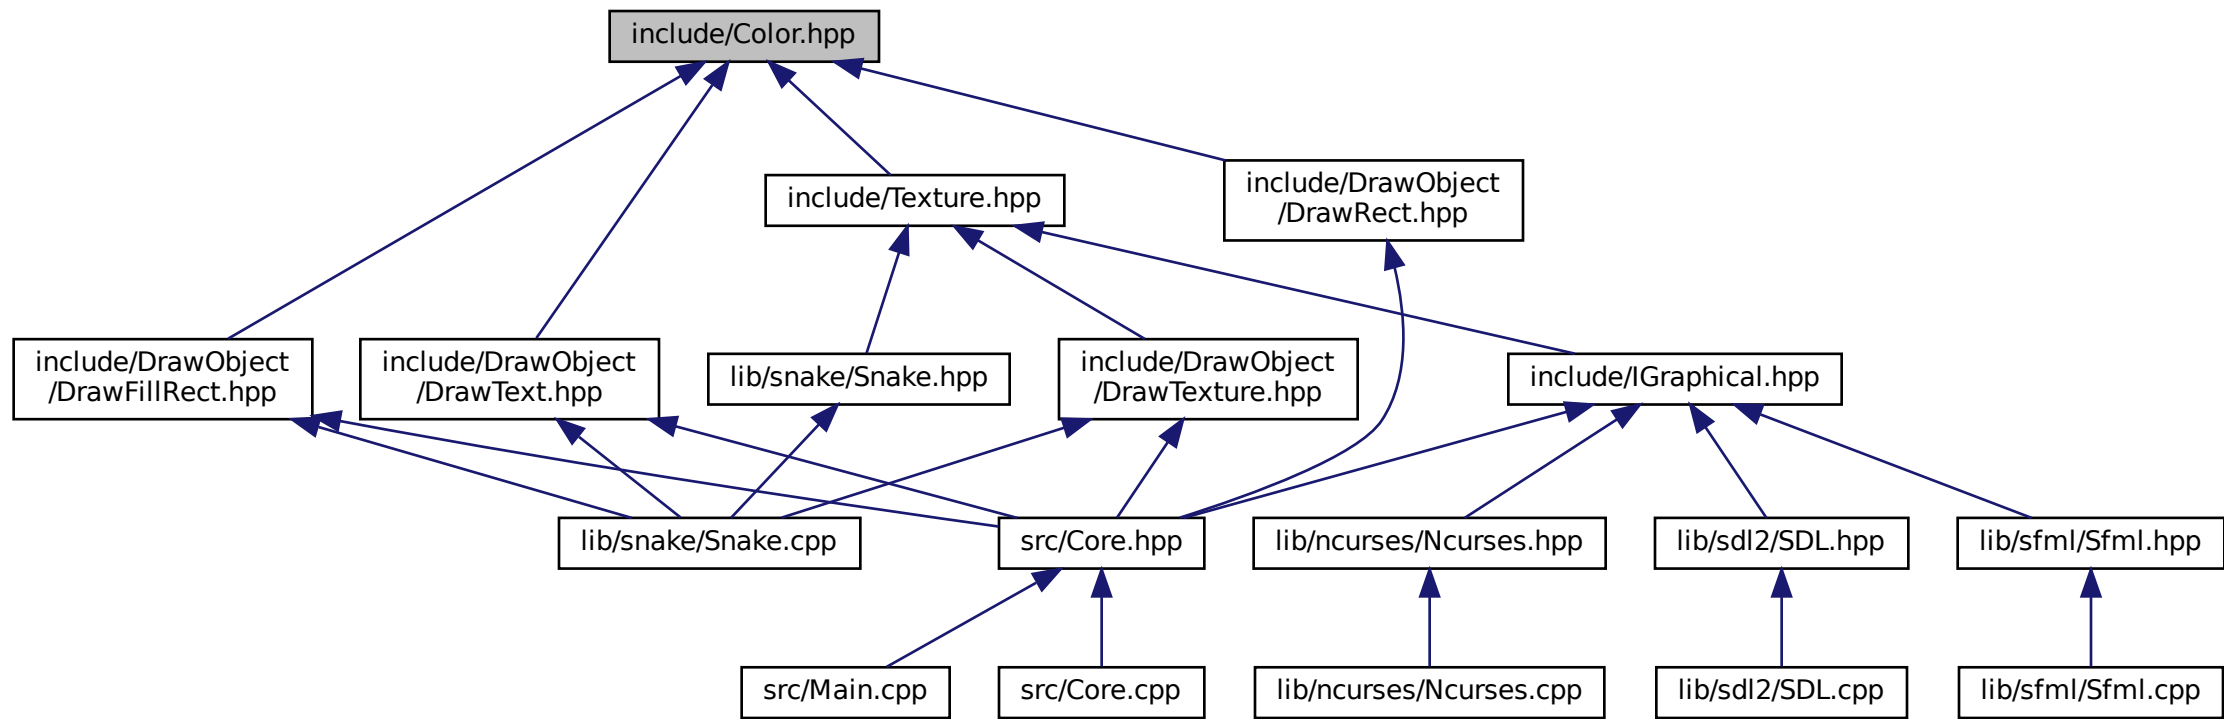 include/Color.hpp
include/Texture.hpp
include/DrawObject
/DrawRect.hpp
include/DrawObject
/DrawFillRect.hpp
include/DrawObject
/DrawText.hpp
lib/snake/Snake.hpp
include/DrawObject
/DrawTexture.hpp
include/IGraphical.hpp
lib/snake/Snake.cpp
src/Core.hpp
lib/ncurses/Ncurses.hpp
lib/sdl2/SDL.hpp
lib/sfml/Sfml.hpp
src/Main.cpp
src/Core.cpp
lib/ncurses/Ncurses.cpp
lib/sdl2/SDL.cpp
lib/sfml/Sfml.cpp